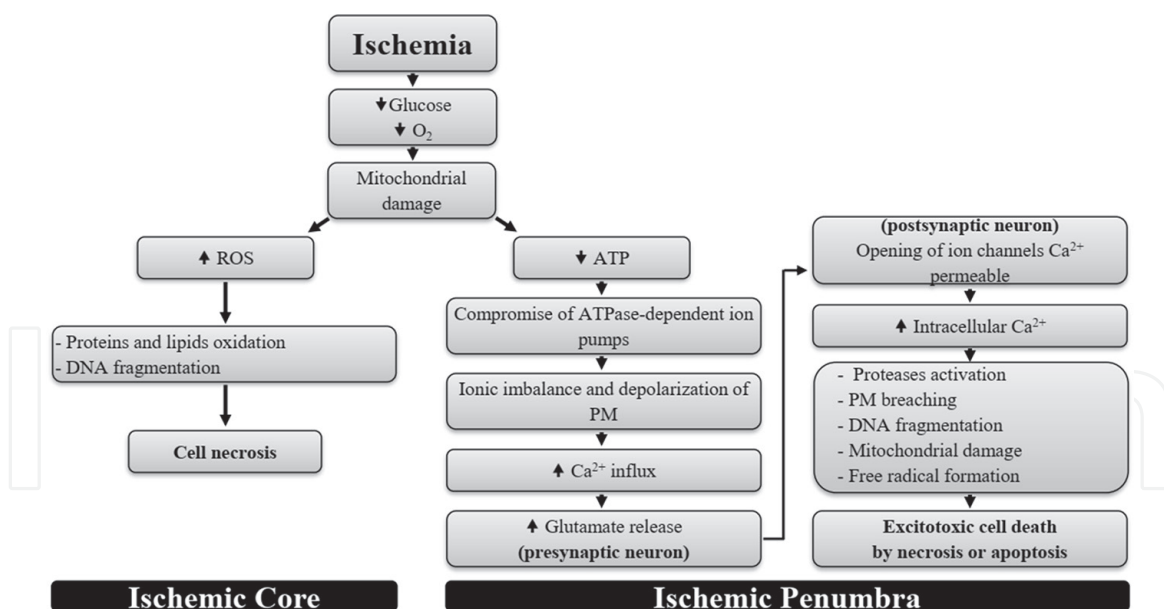 Ischemia
↓ Glucose
↓ O₂
Mitochondrial
damage
↑ ROS
- Proteins and lipids oxidation
- DNA fragmentation
Cell necrosis
↓ ATP
Compromise of ATPase-dependent ion
pumps
Ionic imbalance and depolarization of
PM
↑ Ca²⁺ influx
↑ Glutamate release
(presynaptic neuron)
(postsynaptic neuron)
Opening of ion channels Ca²⁺
permeable
↑ Intracellular Ca²⁺
- Proteases activation
- PM breaching
- DNA fragmentation
- Mitochondrial damage
- Free radical formation
Excitotoxic cell death
by necrosis or apoptosis
Ischemic Core
Ischemic Penumbra